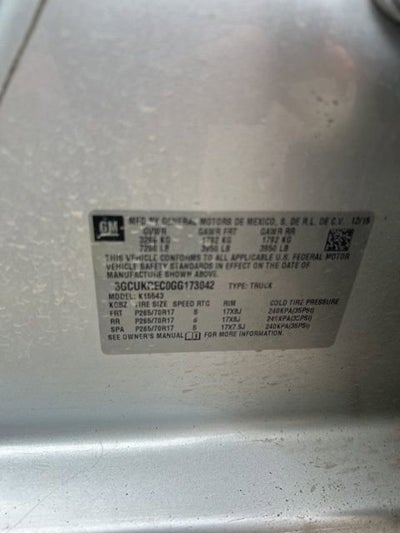 GM
MFD BY GENERAL MOTORS DE MEXICO, S. DE R.L. DE C.V. 12/15
GVWR GAWR FRT GAWR RR
KG 1792 KG 1792 KG
LB 3950 LB 3950 LB
THIS VEHICLE CONFORMS TO ALL APPLICABLE U.S. FEDERAL MOTOR
VEHICLE SAFETY STANDARDS IN EFFECT ON THE DATE OF
MANUFACTURE SHOWN ABOVE.
TYPE: TRUCK
MODEL: K15543
TIRE SIZE SPEED RTG RIM COLD TIRE PRESSURE
FRT P265/70R17 S 17X8J 240KPA(35PSI)
RR P265/70R17 S 17X8J 240KPA(35PSI)
SPA P265/70R17 S 17X7.5J 240KPA(35PSI)
SEE OWNER'S MANUAL FOR MORE INFORMATION.